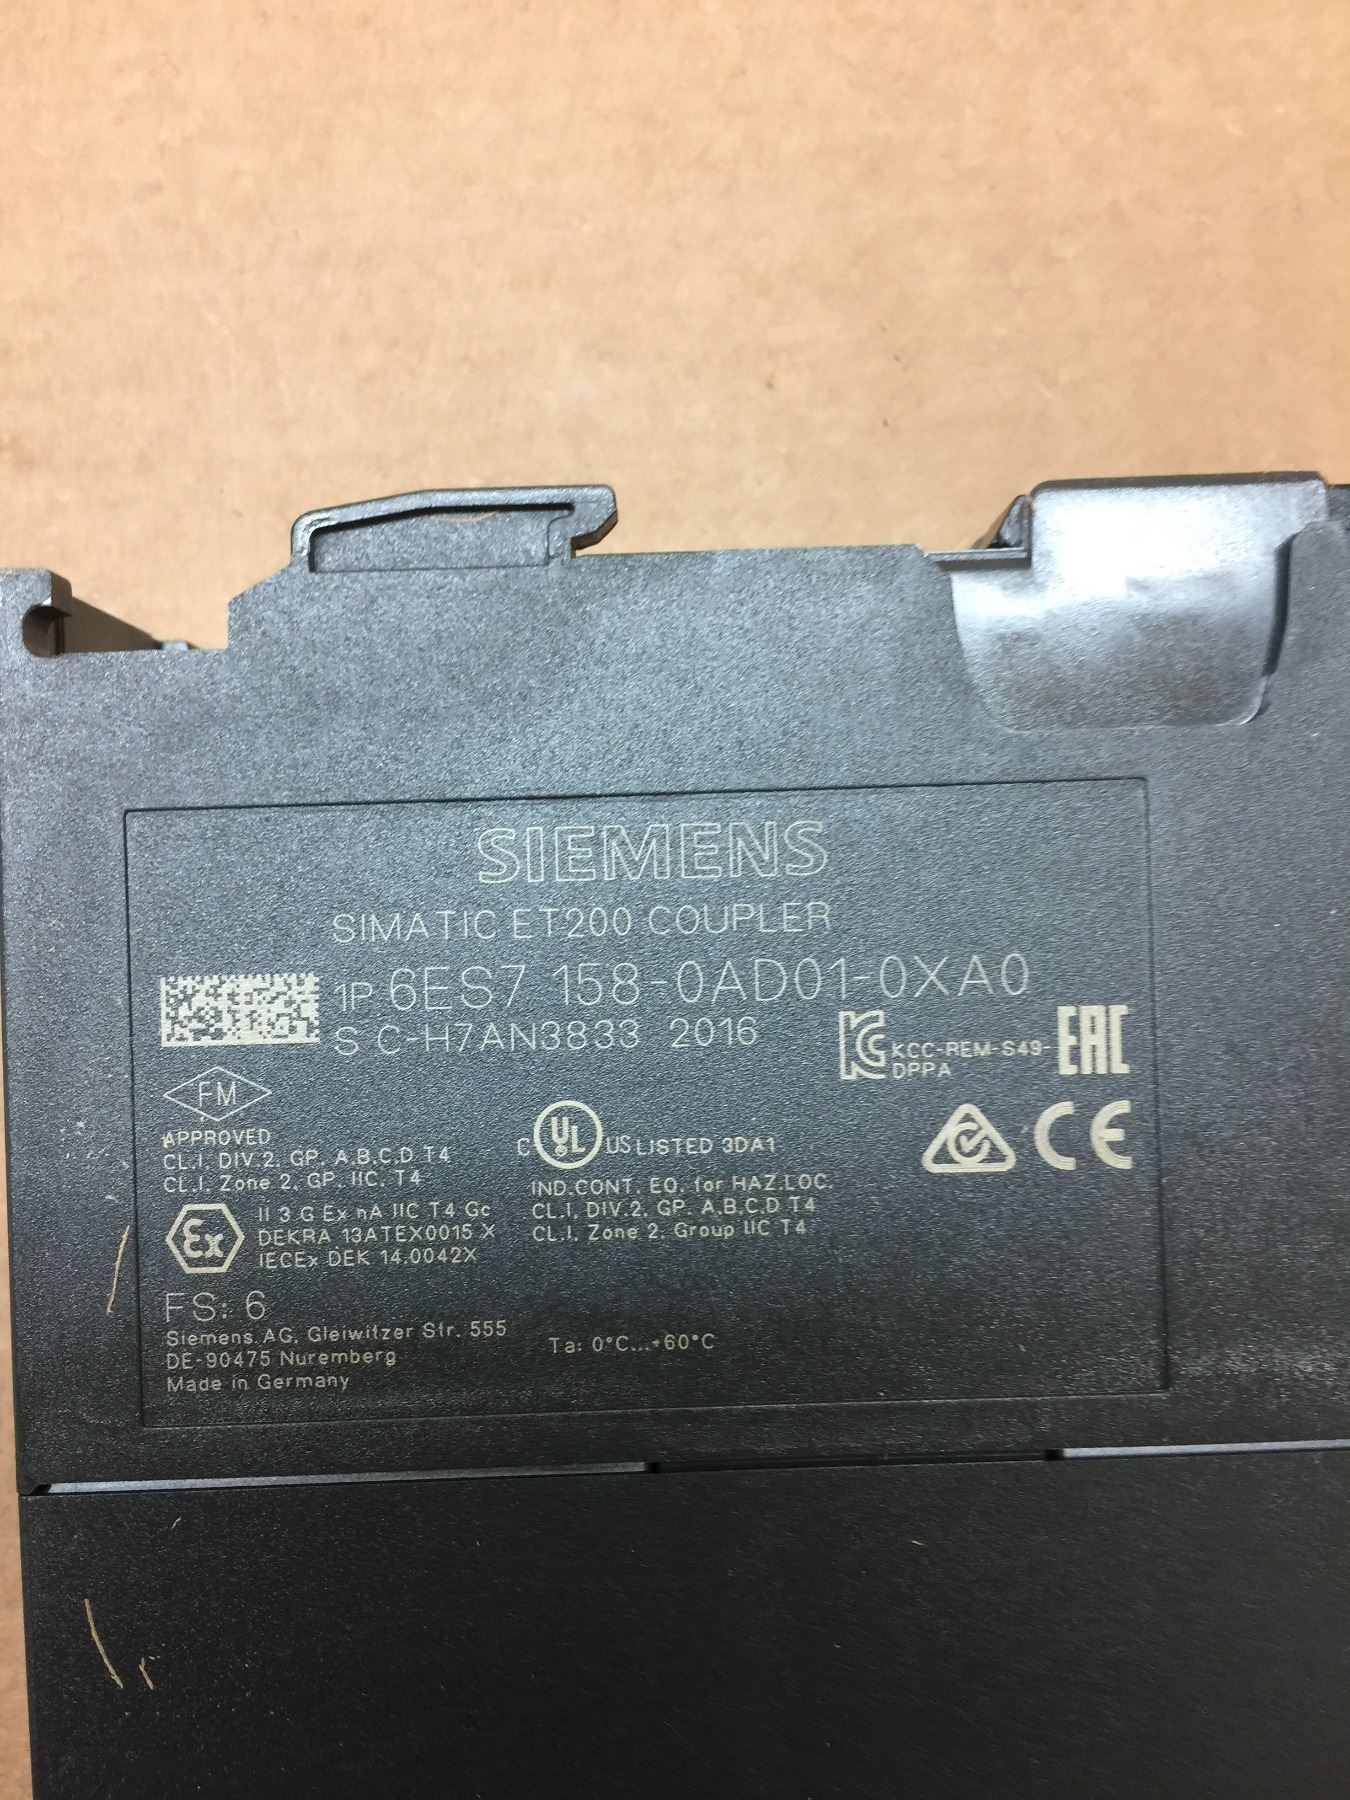 SIEMENS
SIMATIC ET200 COUPLER
1P 6ES7 158-0AD01-0XA0
S C-H7AN3833 2016
KCC-REM-S49-
DPPA
EAC
FM
APPROVED
CL.I, DIV.2, GP. A,B,C,D T4
CL.I, Zone 2, GP. IIC, T4
C UL US LISTED 3DA1
IND.CONT. EQ. for HAZ.LOC.
CL.I, DIV.2, GP. A,B,C,D T4
CL.I, Zone 2, Group IIC T4
CE
Ex
II 3 G Ex nA IIC T4 Gc
DEKRA 13ATEX0015 X
IECEx DEK 14.0042X
FS: 6
Siemens AG, Gleiwitzer Str. 555
DE-90475 Nuremberg
Made in Germany
Ta: 0°C...+60°C